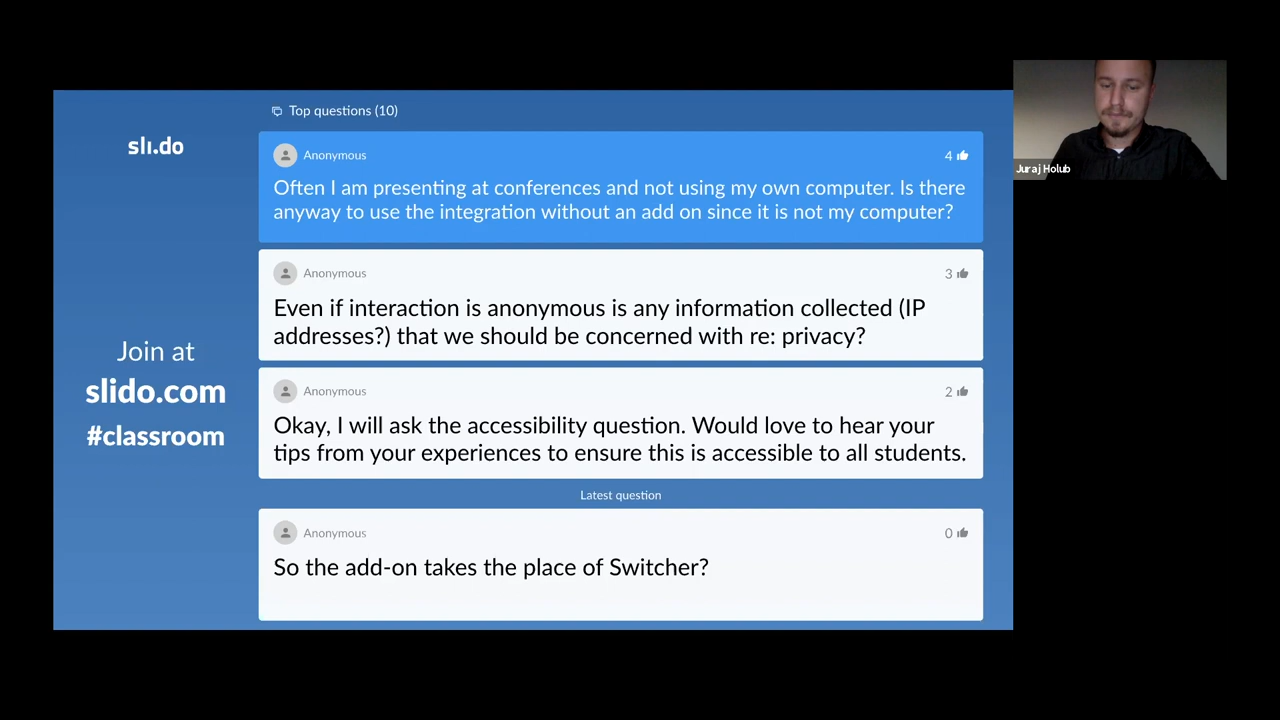 Top questions (10)
sli.do
Anonymous
4
Often I am presenting at conferences and not using my own computer. Is there
anyway to use the integration without an add on since it is not my computer?
Anonymous
3
Even if interaction is anonymous is any information collected (IP
addresses?) that we should be concerned with re: privacy?
Anonymous
2
Okay, I will ask the accessibility question. Would love to hear your
tips from your experiences to ensure this is accessible to all students.
Latest question
Anonymous
0
So the add-on takes the place of Switcher?
Join at
slido.com
#classroom
Juraj Holub